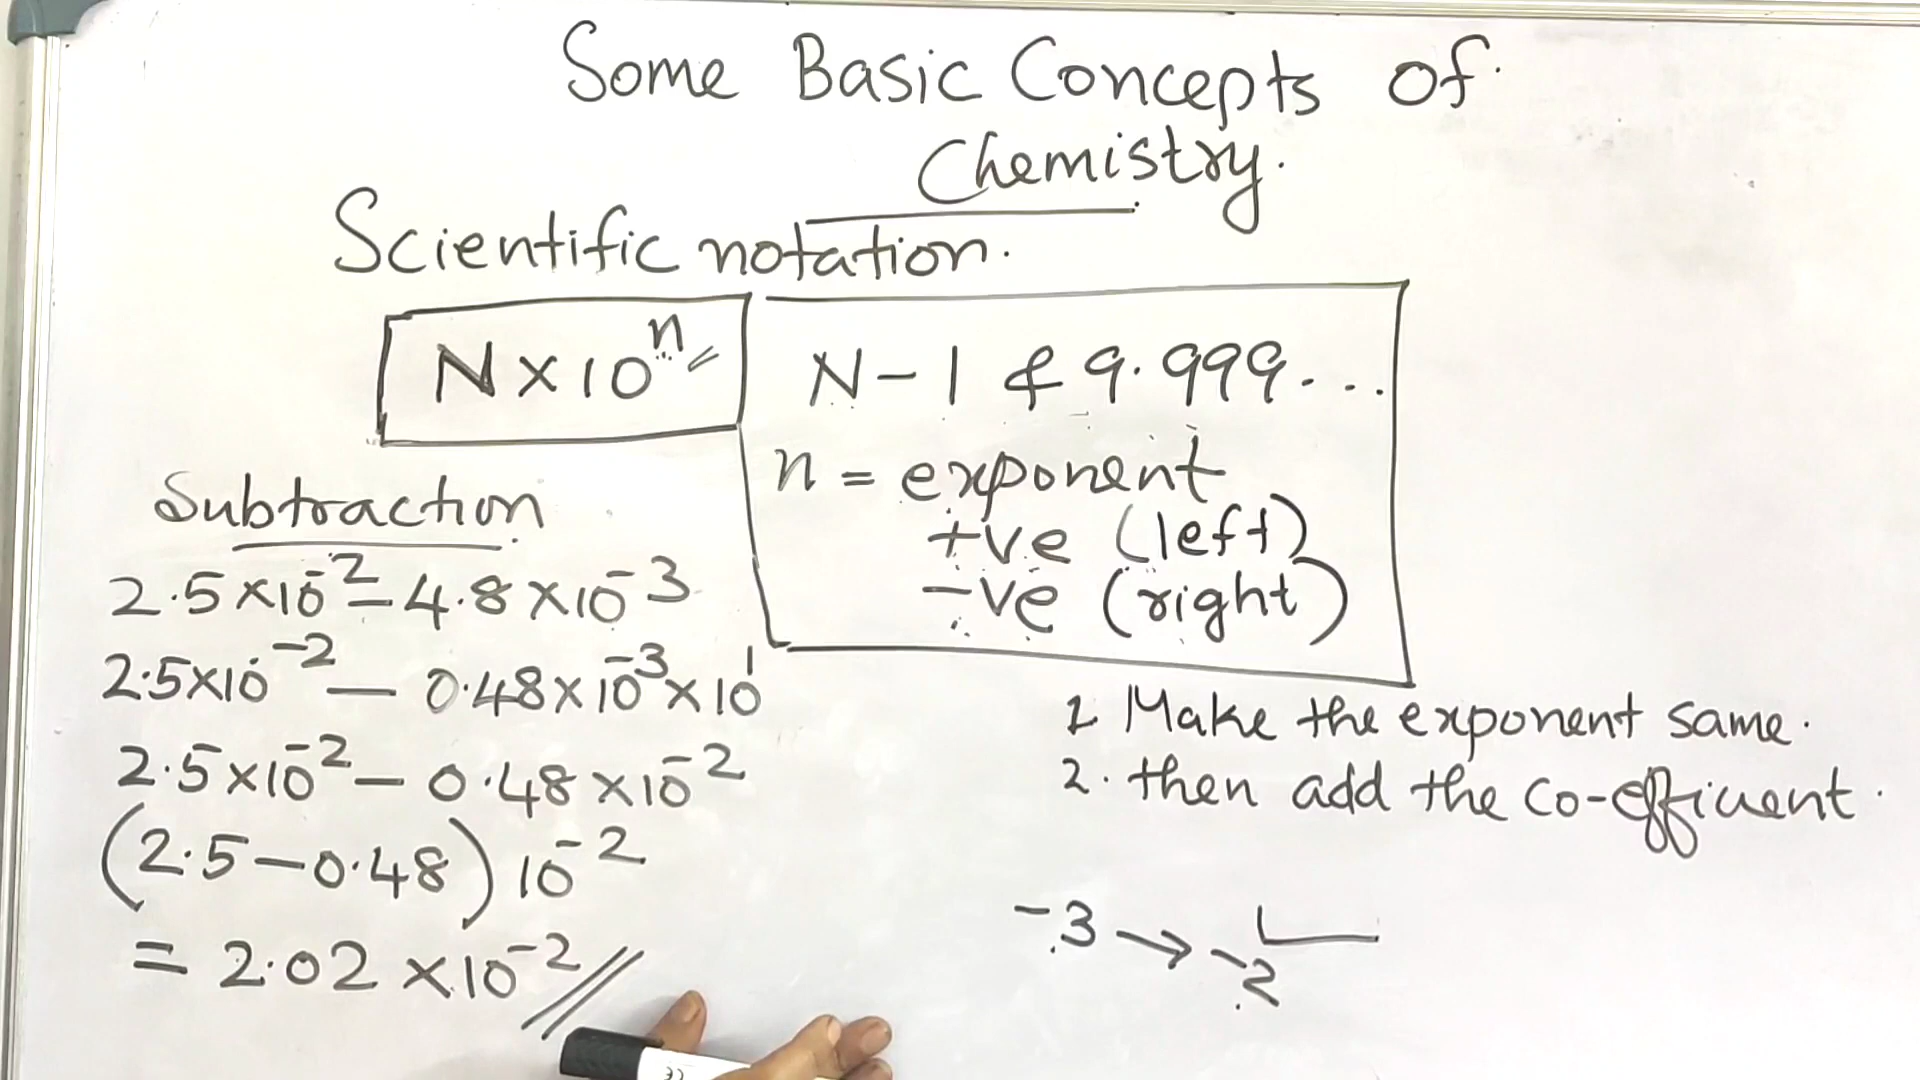 Some Basic Concepts of
Chemistry.
Scientific notation.
N×10ⁿ
N - 1 & 9.999...
n = exponent
+ve (left)
-ve (right)
Subtraction
2.5×10⁻² - 4.8×10⁻³
2.5×10⁻² - 0.48×10⁻³×10¹
2.5×10⁻² - 0.48×10⁻²
(2.5-0.48) 10⁻²
= 2.02×10⁻²
1 Make the exponent same.
2. then add the co-efficient.
-3 → -2